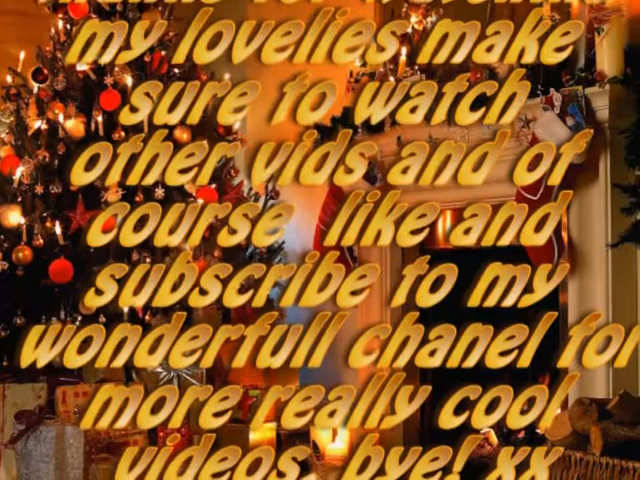 my lovelies make
sure to watch
other vids and of
course like and
subscribe to my
wonderfull chanel for
more really cool
videos, bye! xx